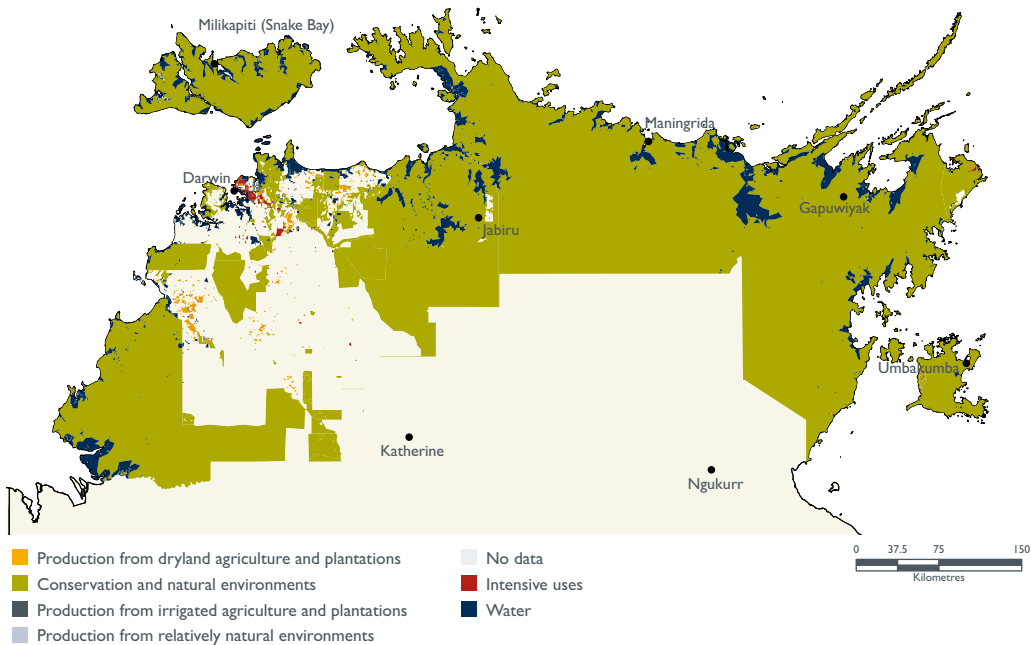 Milikapiti (Snake Bay)
Maningrida
Darwin
Gapuwiyak
Jabiru
Umbakumba
Katherine
Ngukurr
Production from dryland agriculture and plantations
Conservation and natural environments
Production from irrigated agriculture and plantations
Production from relatively natural environments
No data
Intensive uses
Water
0 37.5 75 150
Kilometres